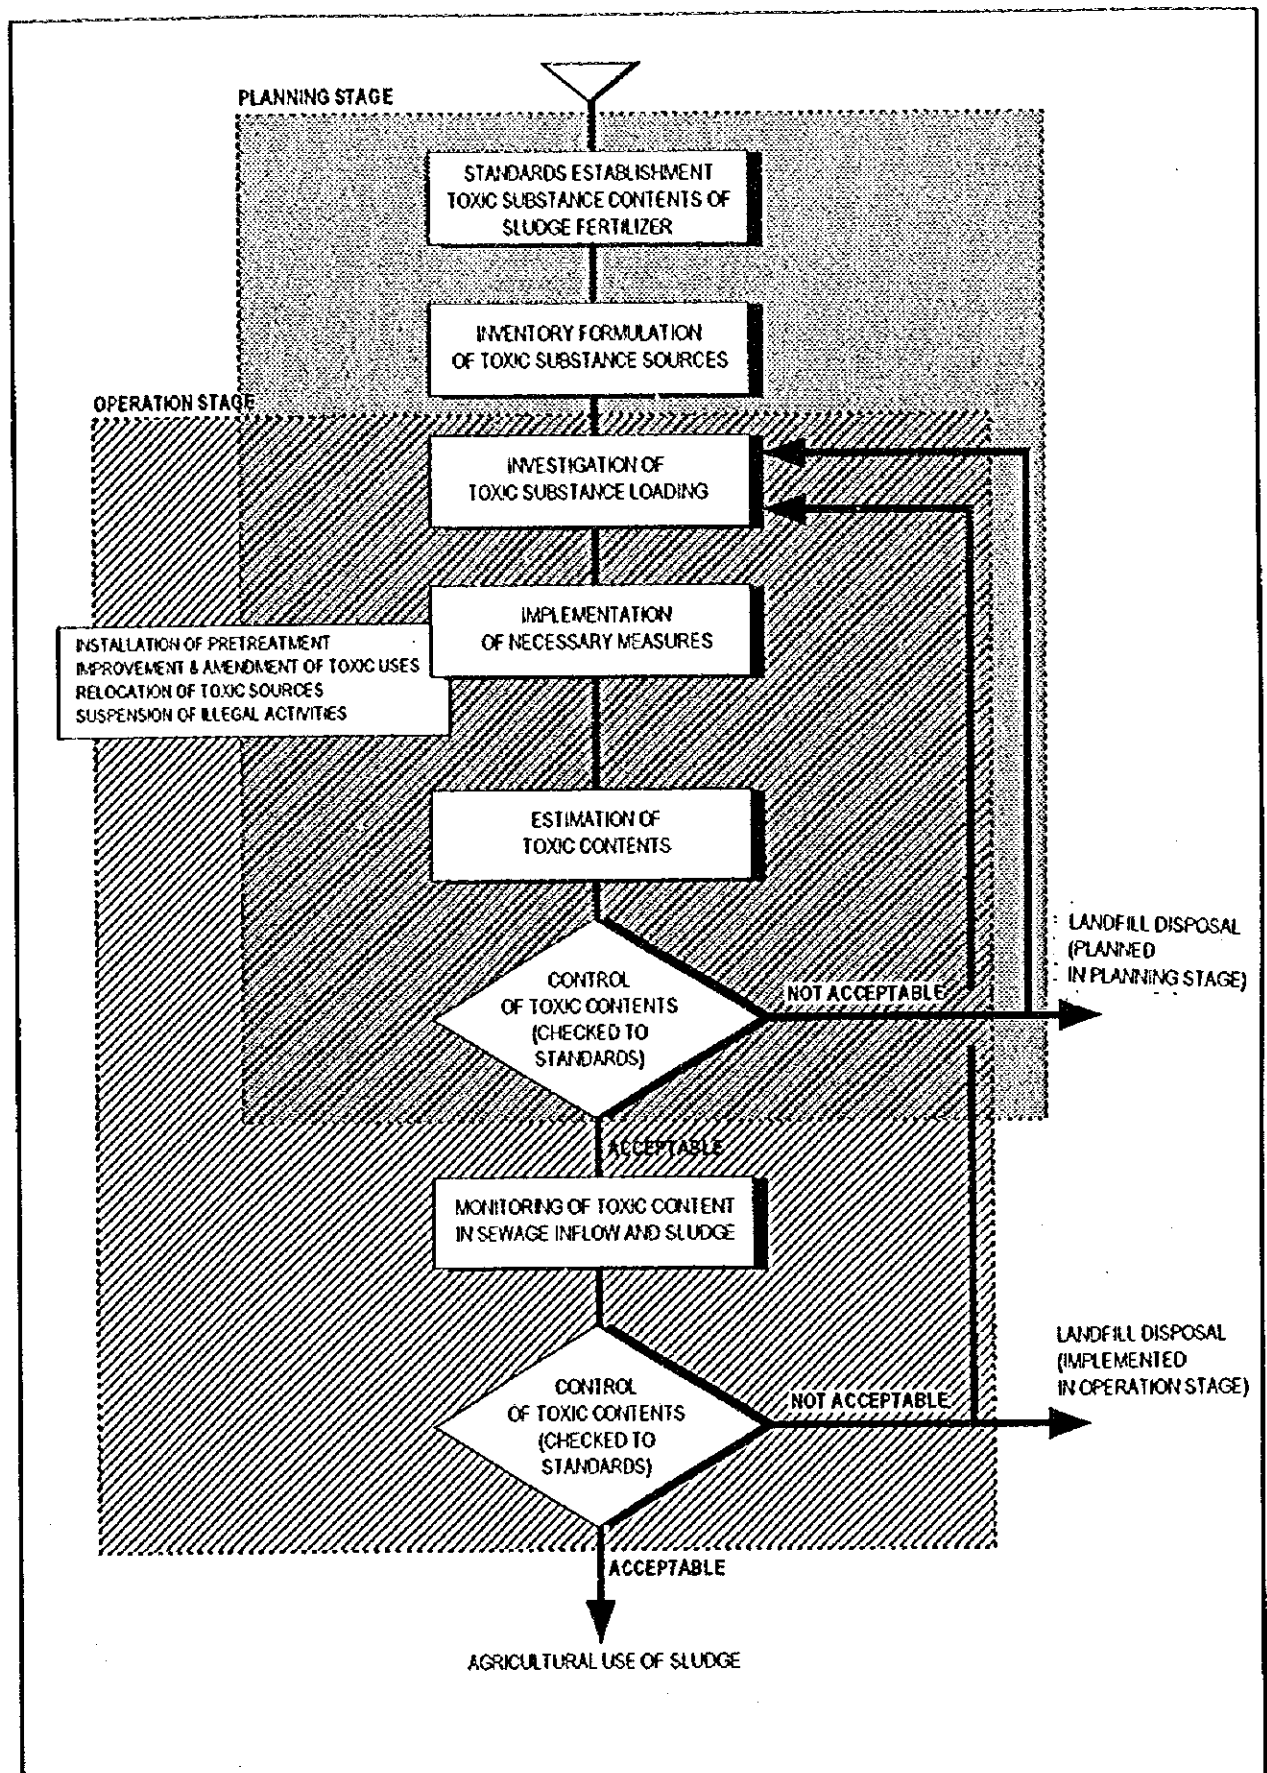 PLANNING STAGE
STANDARDS ESTABLISHMENT
TOXIC SUBSTANCE CONTENTS OF
SLUDGE FERTILIZER
INVENTORY FORMULATION
OF TOXIC SUBSTANCE SOURCES
OPERATION STAGE
INVESTIGATION OF
TOXIC SUBSTANCE LOADING
IMPLEMENTATION
OF NECESSARY MEASURES
INSTALLATION OF PRETREATMENT
IMPROVEMENT & AMENDMENT OF TOXIC USES
RELOCATION OF TOXIC SOURCES
SUSPENSION OF ILLEGAL ACTIVITIES
ESTIMATION OF
TOXIC CONTENTS
CONTROL
OF TOXIC CONTENTS
(CHECKED TO
STANDARDS)
NOT ACCEPTABLE
LANDFILL DISPOSAL
(PLANNED
IN PLANNING STAGE)
ACCEPTABLE
MONITORING OF TOXIC CONTENT
IN SEWAGE INFLOW AND SLUDGE
CONTROL
OF TOXIC CONTENTS
(CHECKED TO
STANDARDS)
NOT ACCEPTABLE
LANDFILL DISPOSAL
(IMPLEMENTED
IN OPERATION STAGE)
ACCEPTABLE
AGRICULTURAL USE OF SLUDGE